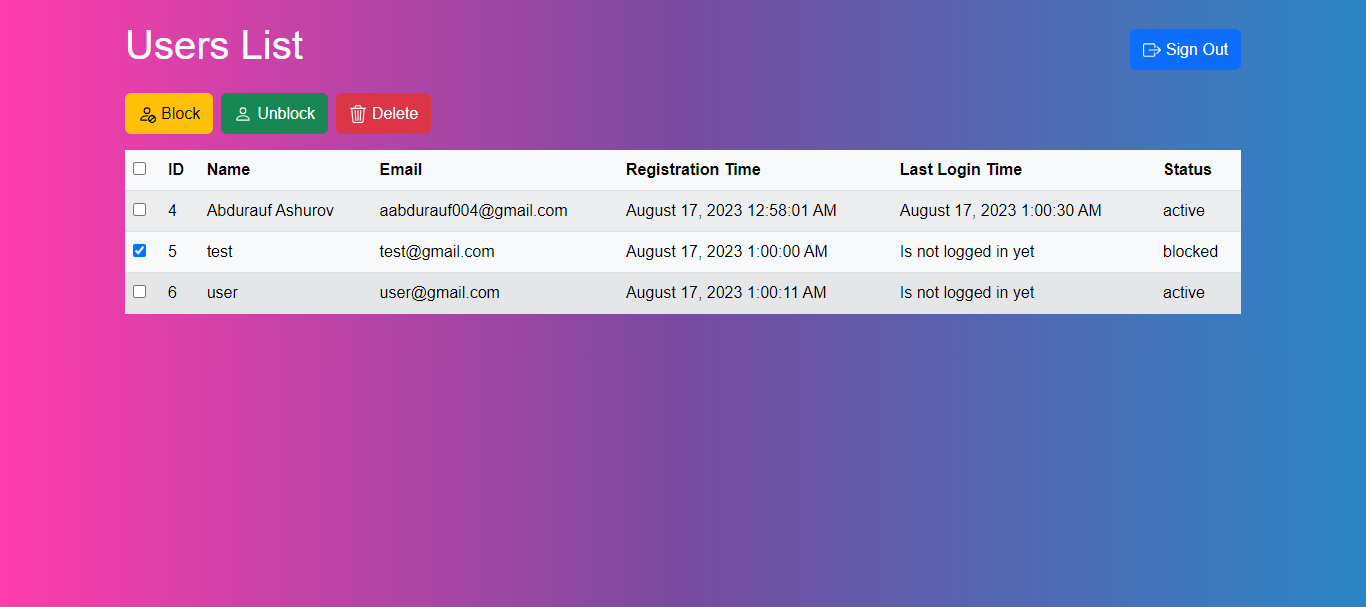 Users List
Sign Out
Block Unblock Delete
ID Name Email Registration Time Last Login Time Status
4 Abdurauf Ashurov aabdurauf004@gmail.com August 17, 2023 12:58:01 AM August 17, 2023 1:00:30 AM active
5 test test@gmail.com August 17, 2023 1:00:00 AM Is not logged in yet blocked
6 user user@gmail.com August 17, 2023 1:00:11 AM Is not logged in yet active